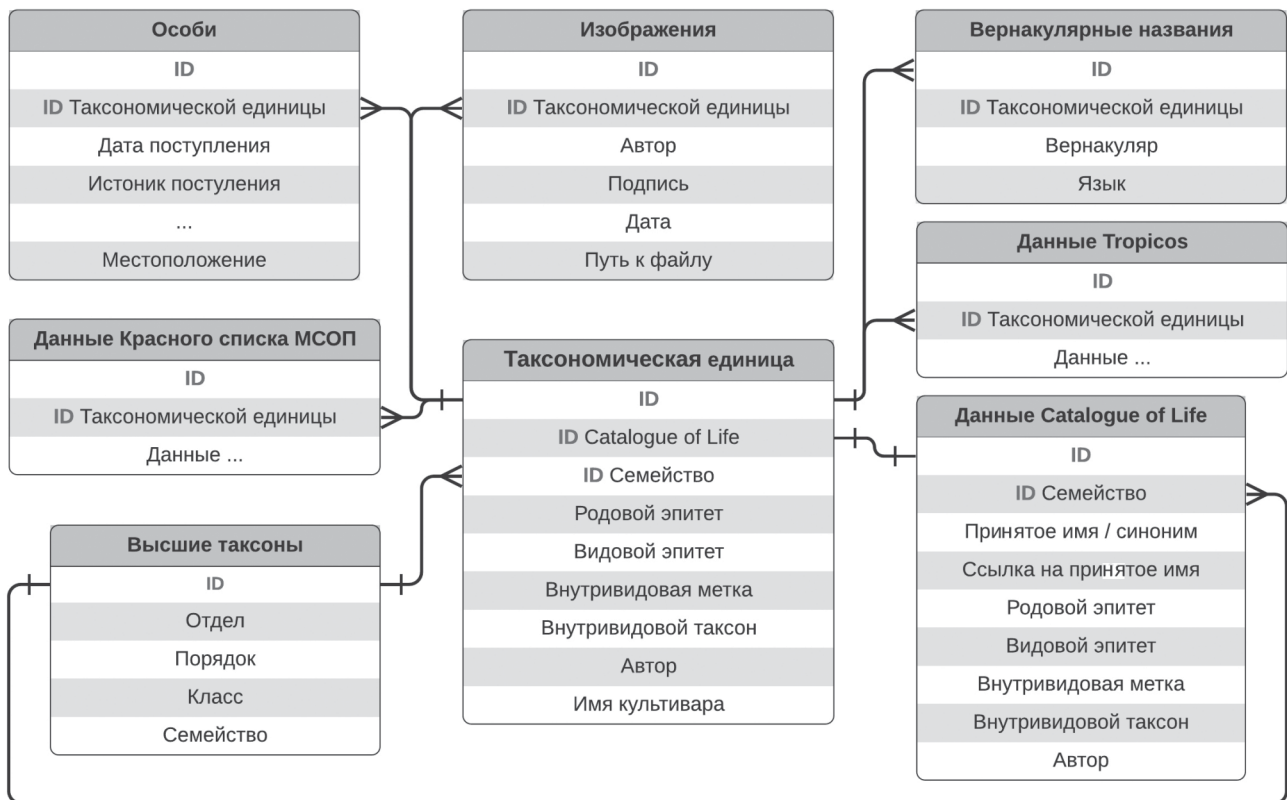 Особи
ID
ID Таксономической единицы
Дата поступления
Истоник постуления
...
Местоположение
Изображения
ID
ID Таксономической единицы
Автор
Подпись
Дата
Путь к файлу
Вернакулярные названия
ID
ID Таксономической единицы
Вернакуляр
Язык
Данные Tropicos
ID
ID Таксономической единицы
Данные ...
Данные Красного списка МСОП
ID
ID Таксономической единицы
Данные ...
Таксономическая единица
ID
ID Catalogue of Life
ID Семейство
Родовой эпитет
Видовой эпитет
Внутривидовая метка
Внутривидовой таксон
Автор
Имя культивара
Данные Catalogue of Life
ID
ID Семейство
Принятое имя / синоним
Ссылка на принятое имя
Родовой эпитет
Видовой эпитет
Внутривидовая метка
Внутривидовой таксон
Автор
Высшие таксоны
ID
Отдел
Порядок
Класс
Семейство